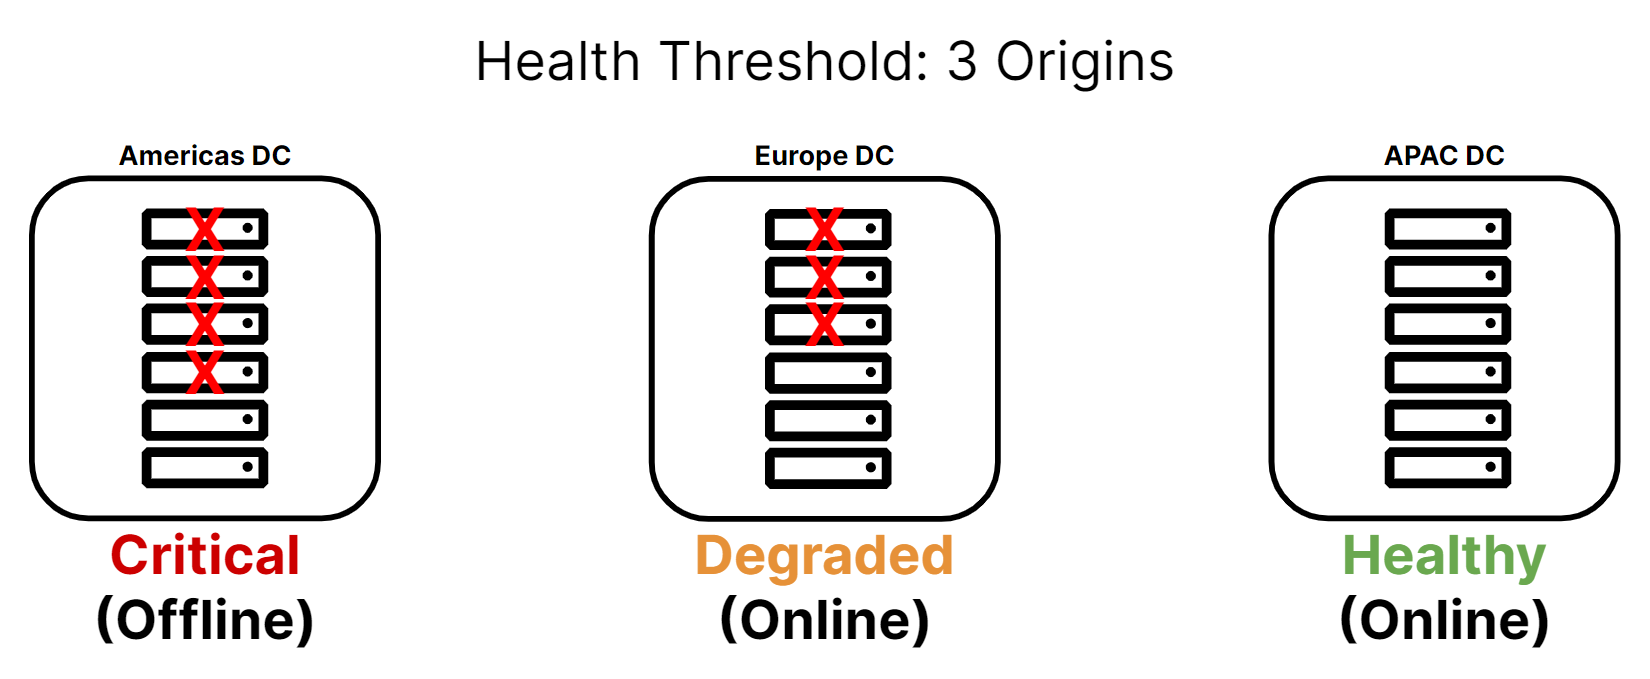 Health Threshold: 3 Origins
Americas DC
Europe DC
APAC DC
X
X
X
X
X
X
X
Critical
(Offline)
Degraded
(Online)
Healthy
(Online)